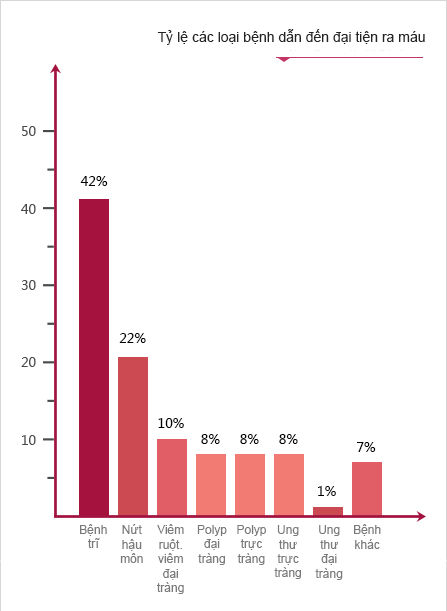 Tỷ lệ các loại bệnh dẫn đến đại tiện ra máu
50
40
30
20
10
42%
22%
10%
8%
8%
8%
1%
7%
Bệnh
trĩ
Nứt
hậu
môn
Viêm
ruột.
viêm
đại
tràng
Polyp
đại
tràng
Polyp
trực
tràng
Ung
thư
trực
tràng
Ung
thư
đại
tràng
Bệnh
khác